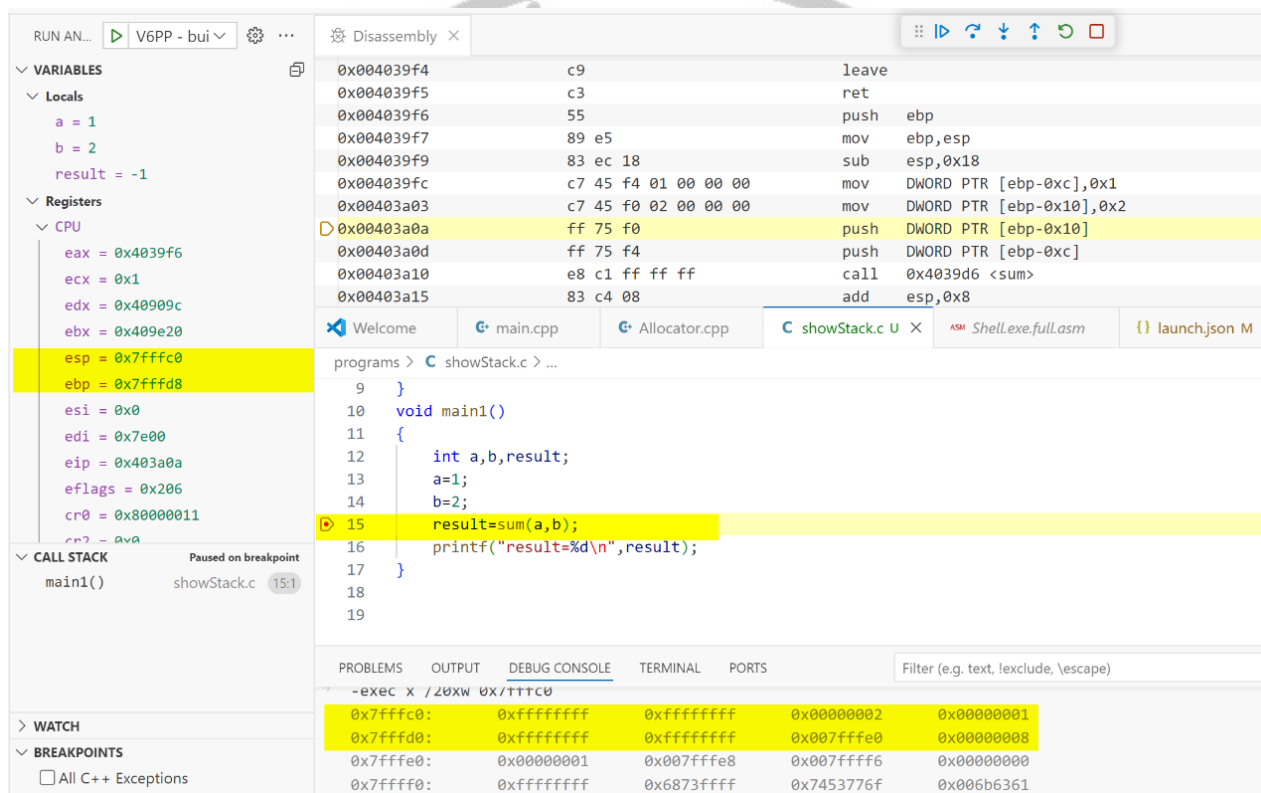 RUN AN... V6PP - bui
VARIABLES
Locals
a = 1
b = 2
result = -1
Registers
CPU
eax = 0x4039f6
ecx = 0x1
edx = 0x40909c
ebx = 0x409e20
esp = 0x7fffc0
ebp = 0x7fffd8
esi = 0x0
edi = 0x7e00
eip = 0x403a0a
eflags = 0x206
cr0 = 0x80000011
cr2 = 0x0
CALL STACK Paused on breakpoint
main1() showStack.c 15:1
WATCH
BREAKPOINTS
All C++ Exceptions
Disassembly
0x004039f4 c9 leave
0x004039f5 c3 ret
0x004039f6 55 push ebp
0x004039f7 89 e5 mov ebp,esp
0x004039f9 83 ec 18 sub esp,0x18
0x004039fc c7 45 f4 01 00 00 00 mov DWORD PTR [ebp-0xc],0x1
0x00403a03 c7 45 f0 02 00 00 00 mov DWORD PTR [ebp-0x10],0x2
0x00403a0a ff 75 f0 push DWORD PTR [ebp-0x10]
0x00403a0d ff 75 f4 push DWORD PTR [ebp-0xc]
0x00403a10 e8 c1 ff ff ff call 0x4039d6 <sum>
0x00403a15 83 c4 08 add esp,0x8
Welcome main.cpp Allocator.cpp C showStack.c U ASM Shell.exe.full.asm {} launch.json M
programs > C showStack.c > ...
9 }
10 void main1()
11 {
12 int a,b,result;
13 a=1;
14 b=2;
15 result=sum(a,b);
16 printf("result=%d\n",result);
17 }
18
19
PROBLEMS OUTPUT DEBUG CONSOLE TERMINAL PORTS Filter (e.g. text, !exclude, \escape)
-exec x /20xw 0x7fffc0
0x7fffc0: 0xffffffff 0xffffffff 0x00000002 0x00000001
0x7fffd0: 0xffffffff 0xffffffff 0x007fffe0 0x00000008
0x7fffe0: 0x00000001 0x007fffe8 0x007ffff6 0x00000000
0x7ffff0: 0xffffffff 0x6873ffff 0x7453776f 0x006b6361